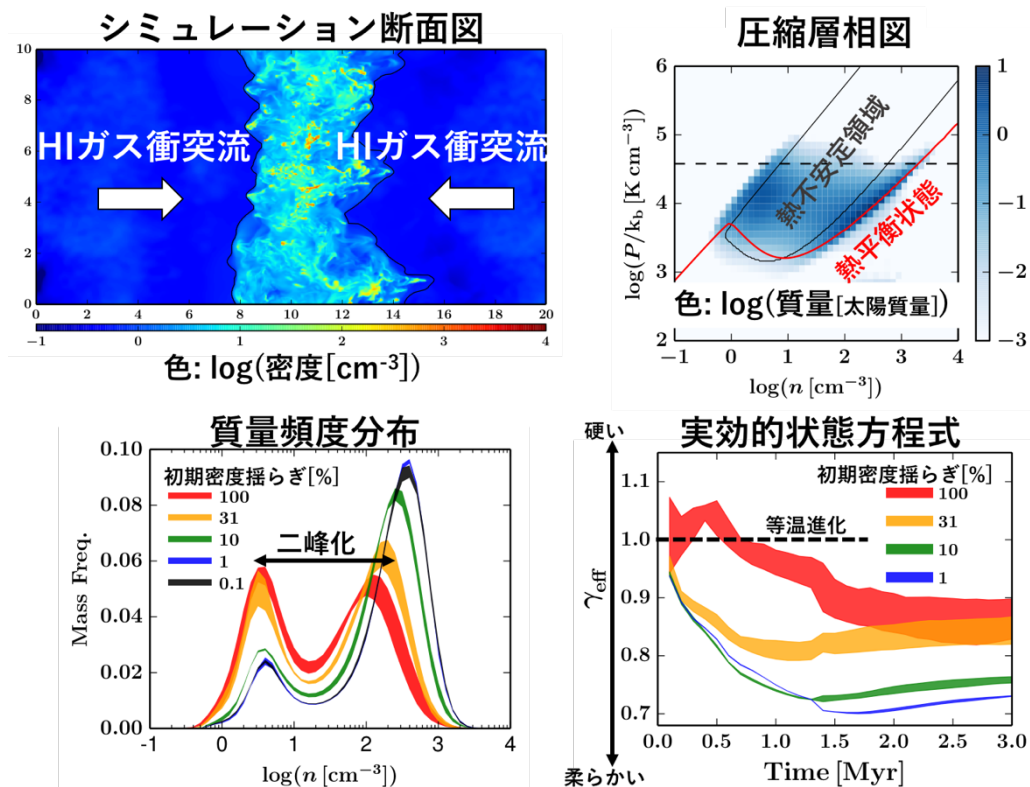 シミュレーション断面図
10
8
6
4
2
0
HIガス衝突流
HIガス衝突流
0 2 4 6 8 10 12 14 16 18 20
−1 0 1 2 3 4
色: log(密度[cm⁻³])
圧縮層相図
6
5
4
3
2
log(P/k_b [K cm⁻³])
熱不安定領域
熱平衡状態
色: log(質量[太陽質量])
−1 0 1 2 3 4
log(n [cm⁻³])
1
0
−1
−2
−3
質量頻度分布
0.10
0.08
0.06
0.04
0.02
0.00
Mass Freq.
初期密度揺らぎ[%]
100
31
10
1
0.1
二峰化
-1 0 1 2 3 4
log(n [cm⁻³])
実効的状態方程式
硬い
柔らかい
1.1
1.0
0.9
0.8
0.7
γ_eff
初期密度揺らぎ[%]
100
31
10
1
等温進化
0.0 0.5 1.0 1.5 2.0 2.5 3.0
Time [Myr]